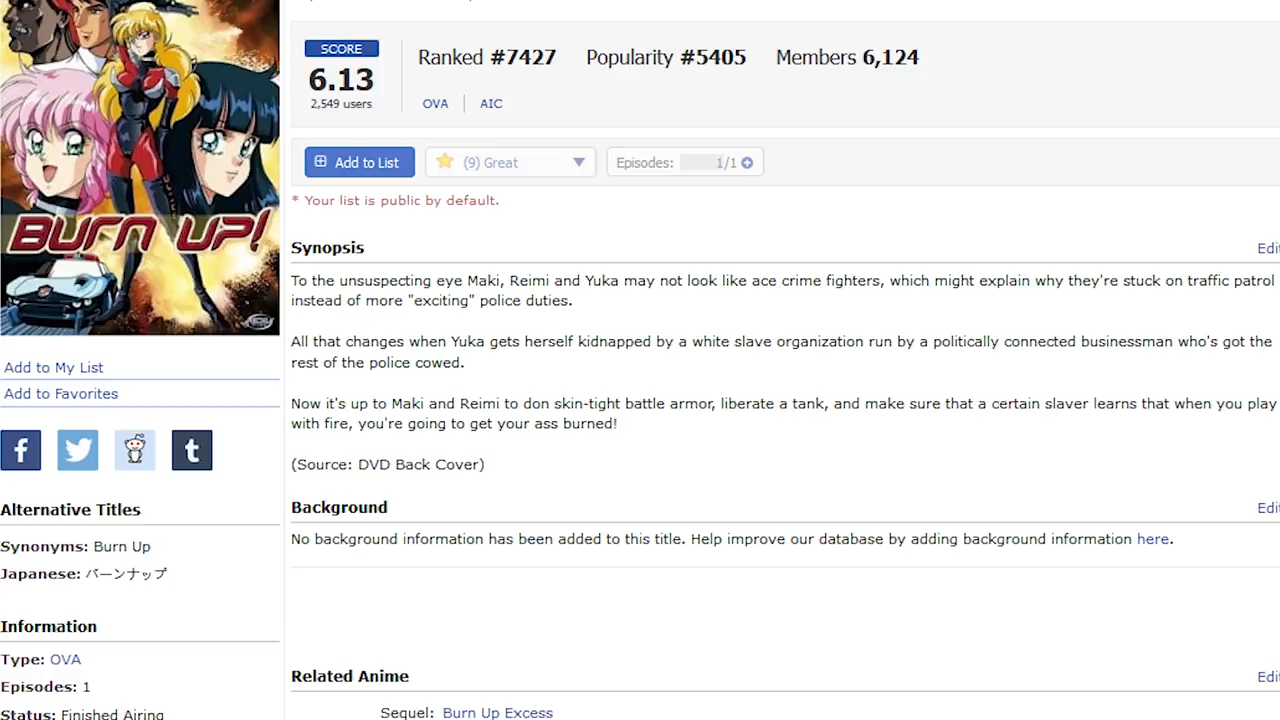 SCORE
6.13
2,549 users
Ranked #7427 Popularity #5405 Members 6,124
OVA AIC
Add to List (9) Great Episodes: 1/1
* Your list is public by default.
BURN UP!
Synopsis Edit
To the unsuspecting eye Maki, Reimi and Yuka may not look like ace crime fighters, which might explain why they're stuck on traffic patrol
instead of more "exciting" police duties.
All that changes when Yuka gets herself kidnapped by a white slave organization run by a politically connected businessman who's got the
rest of the police cowed.
Now it's up to Maki and Reimi to don skin-tight battle armor, liberate a tank, and make sure that a certain slaver learns that when you play
with fire, you're going to get your ass burned!
(Source: DVD Back Cover)
Background Edit
No background information has been added to this title. Help improve our database by adding background information here.
Related Anime Edit
Sequel: Burn Up Excess
Add to My List
Add to Favorites
f
t
Alternative Titles
Synonyms: Burn Up
Japanese: バーンナップ
Information
Type: OVA
Episodes: 1
Status: Finished Airing